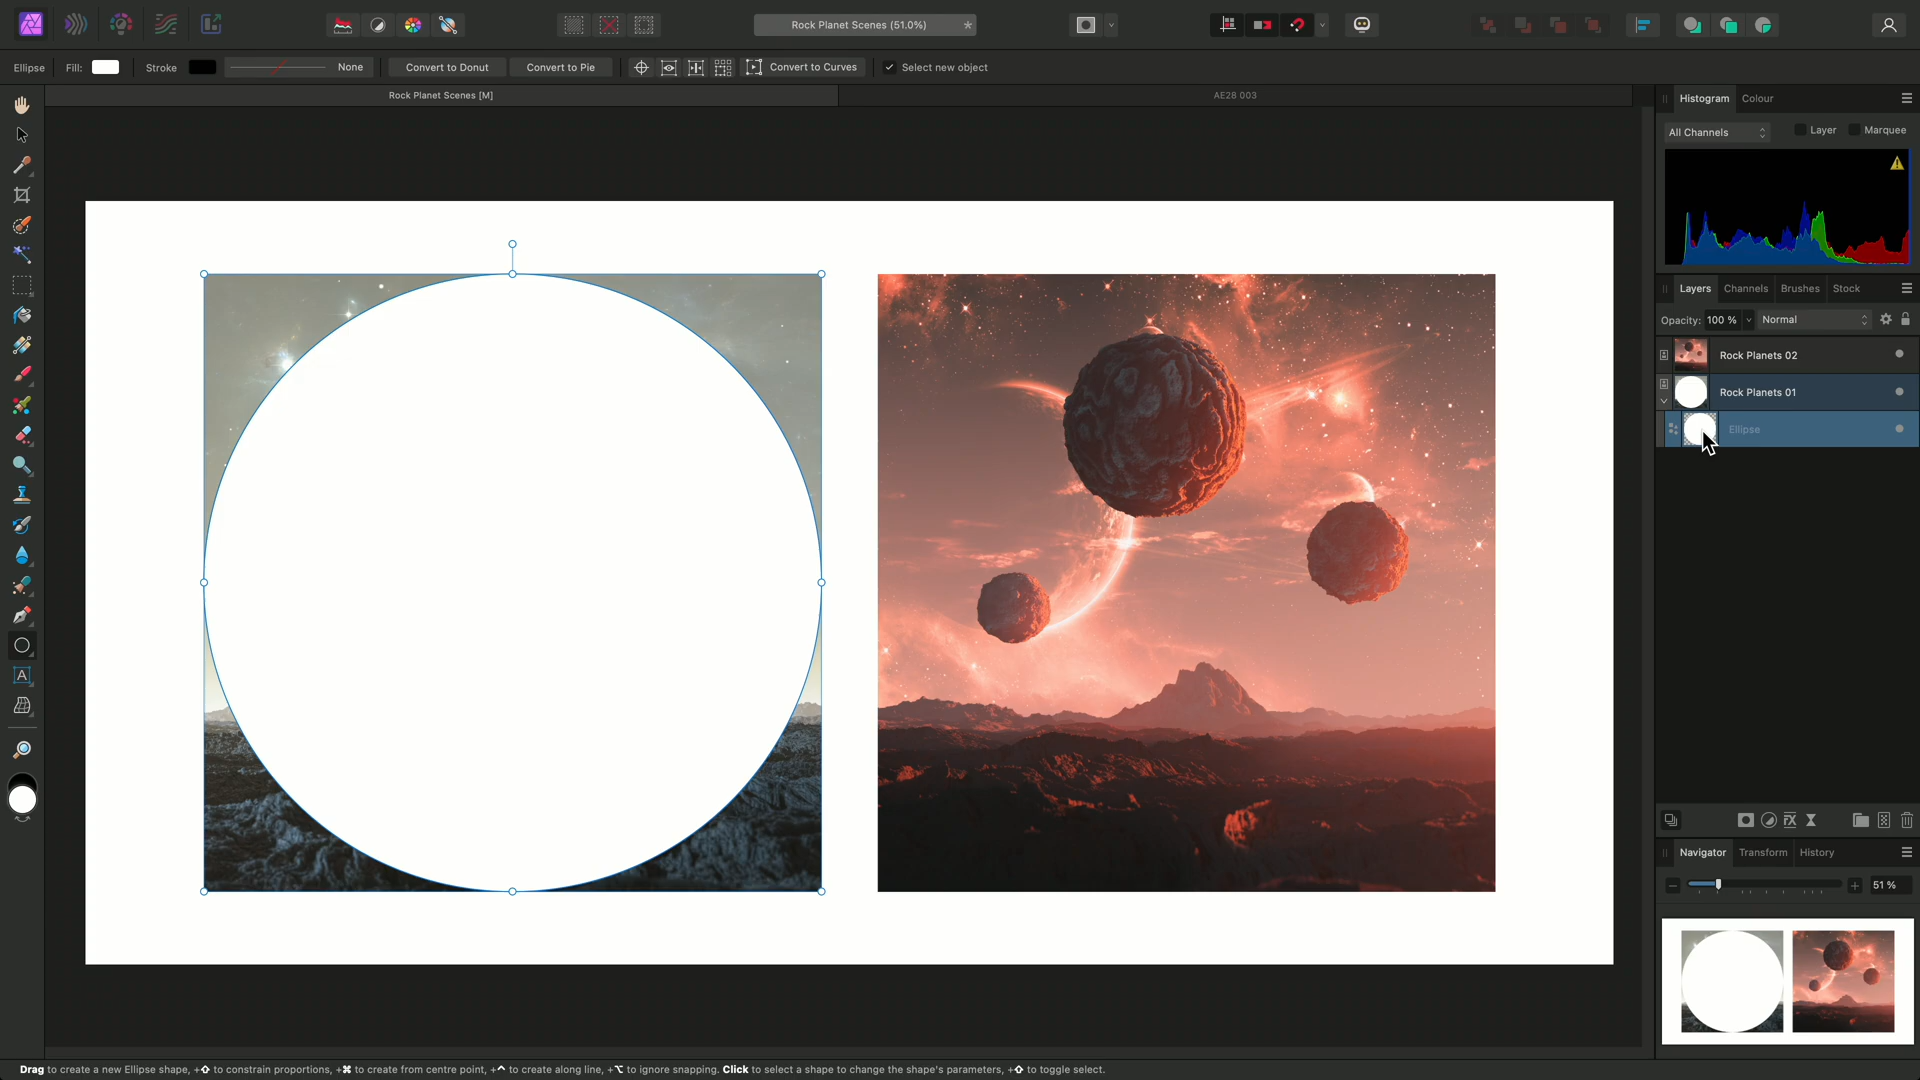 Rock Planet Scenes (51.0%)
*
Ellipse
Fill:
Stroke
None
Convert to Donut
Convert to Pie
Convert to Curves
Select new object
Rock Planet Scenes [M]
AE28 003
Histogram
Colour
All Channels
Layer
Marquee
Layers
Channels
Brushes
Stock
Opacity:
100 %
Normal
Rock Planets 02
Rock Planets 01
Ellipse
Navigator
Transform
History
51 %
Drag to create a new Ellipse shape, +⇧ to constrain proportions, +⌘ to create from centre point, +⌃ to create along line, +⌥ to ignore snapping. Click to select a shape to change the shape's parameters, +⇧ to toggle select.